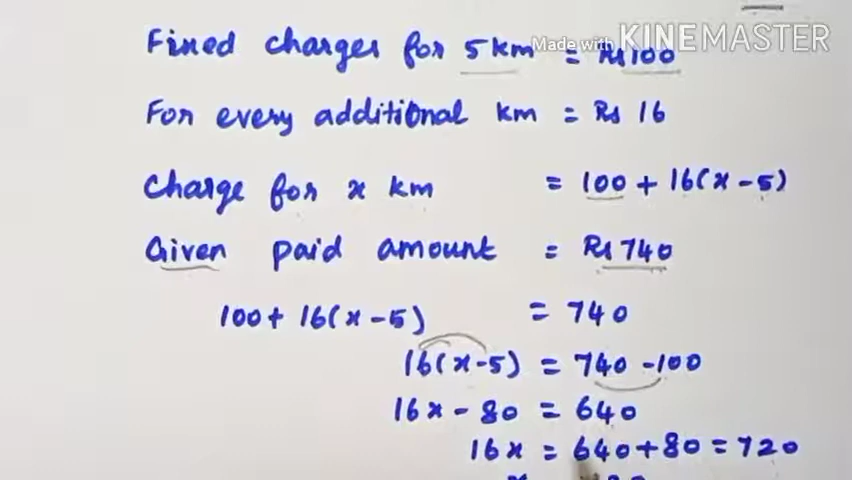 Fixed charges for 5 km = Rs 100
Made with KINEMASTER
For every additional km = Rs 16
Charge for x km = 100 + 16(x - 5)
Given paid amount = Rs 740
100 + 16(x - 5) = 740
16(x - 5) = 740 - 100
16x - 80 = 640
16x = 640 + 80 = 720